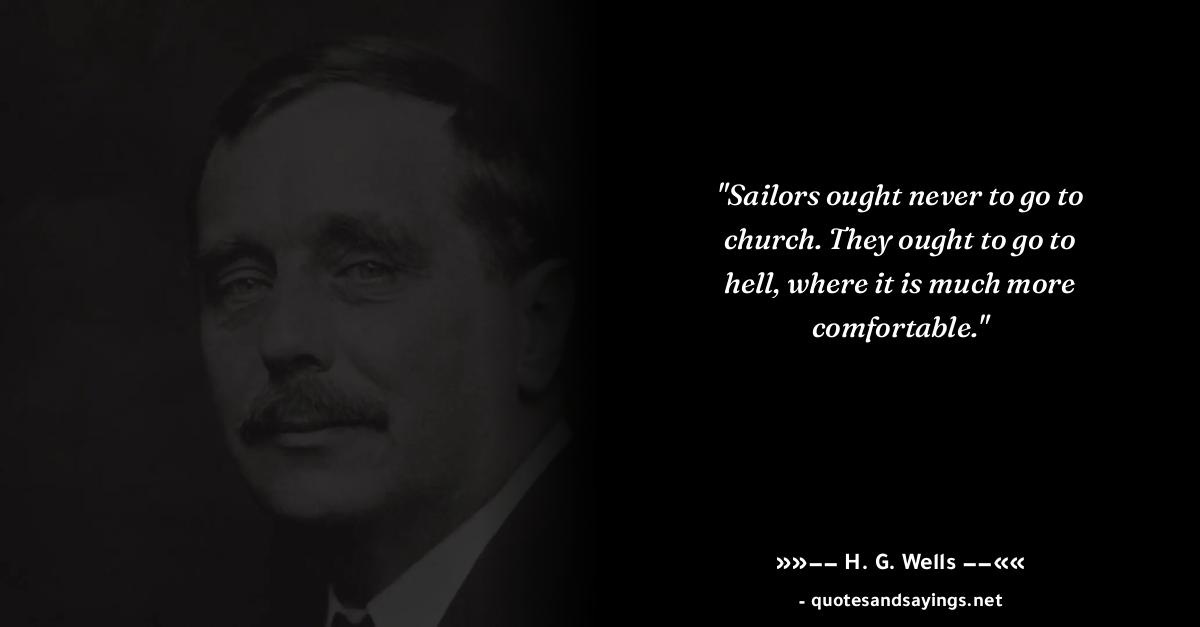 "Sailors ought never to go to
church. They ought to go to
hell, where it is much more
comfortable."
»»—— H. G. Wells ——««
- quotesandsayings.net